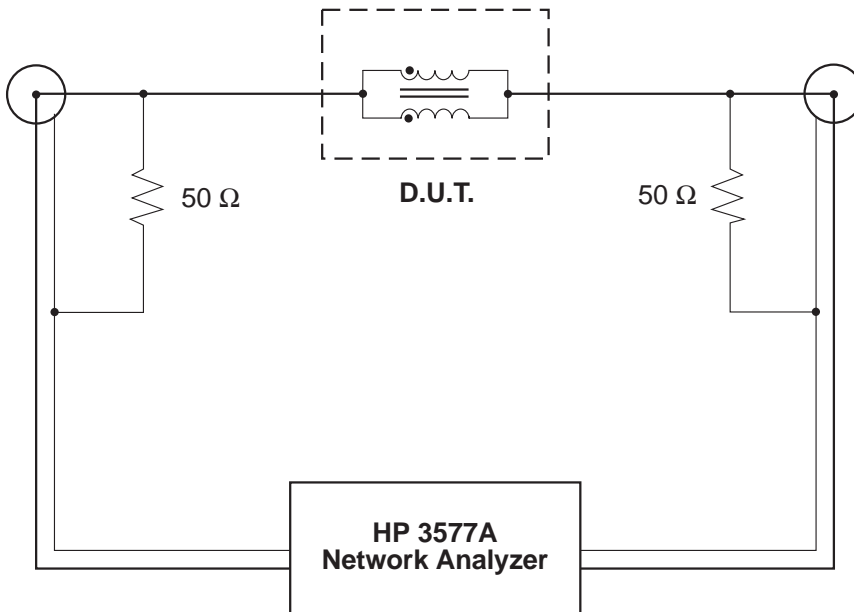 50 Ω
D.U.T.
50 Ω
HP 3577A
Network Analyzer